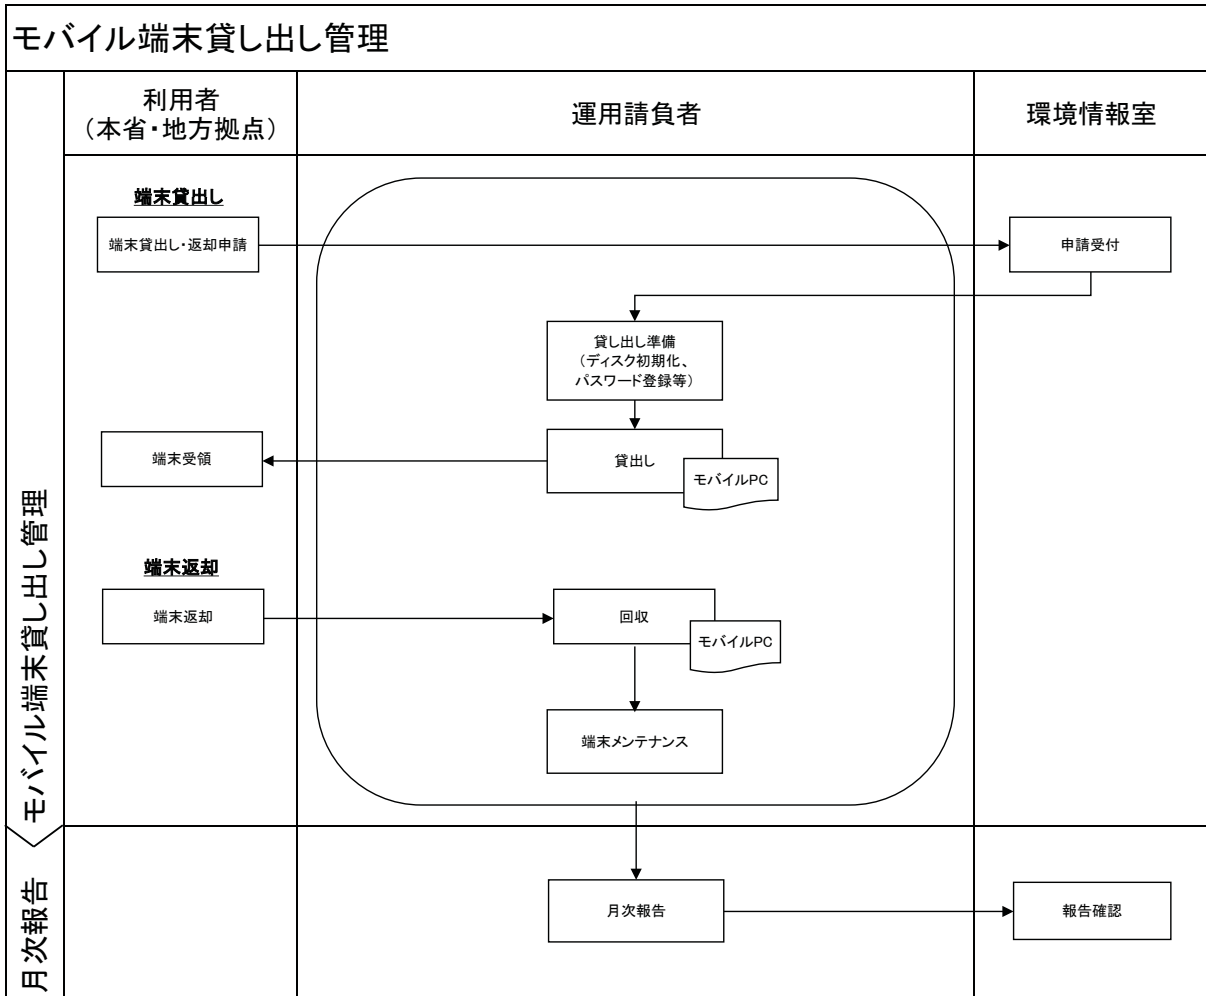 モバイル端末貸し出し管理
利用者
（本省・地方拠点）
運用請負者
環境情報室
モバイル端末貸し出し管理
端末貸出し
端末貸出し・返却申請
申請受付
貸し出し準備
（ディスク初期化、
パスワード登録等）
端末受領
貸出し
モバイルPC
端末返却
端末返却
回収
モバイルPC
端末メンテナンス
月次報告
月次報告
報告確認